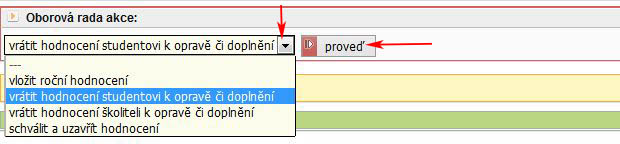 Oborová rada akce:
vrátit hodnocení studentovi k opravě či doplnění proveď
---
vložit roční hodnocení
vrátit hodnocení studentovi k opravě či doplnění
vrátit hodnocení školiteli k opravě či doplnění
schválit a uzavřít hodnocení